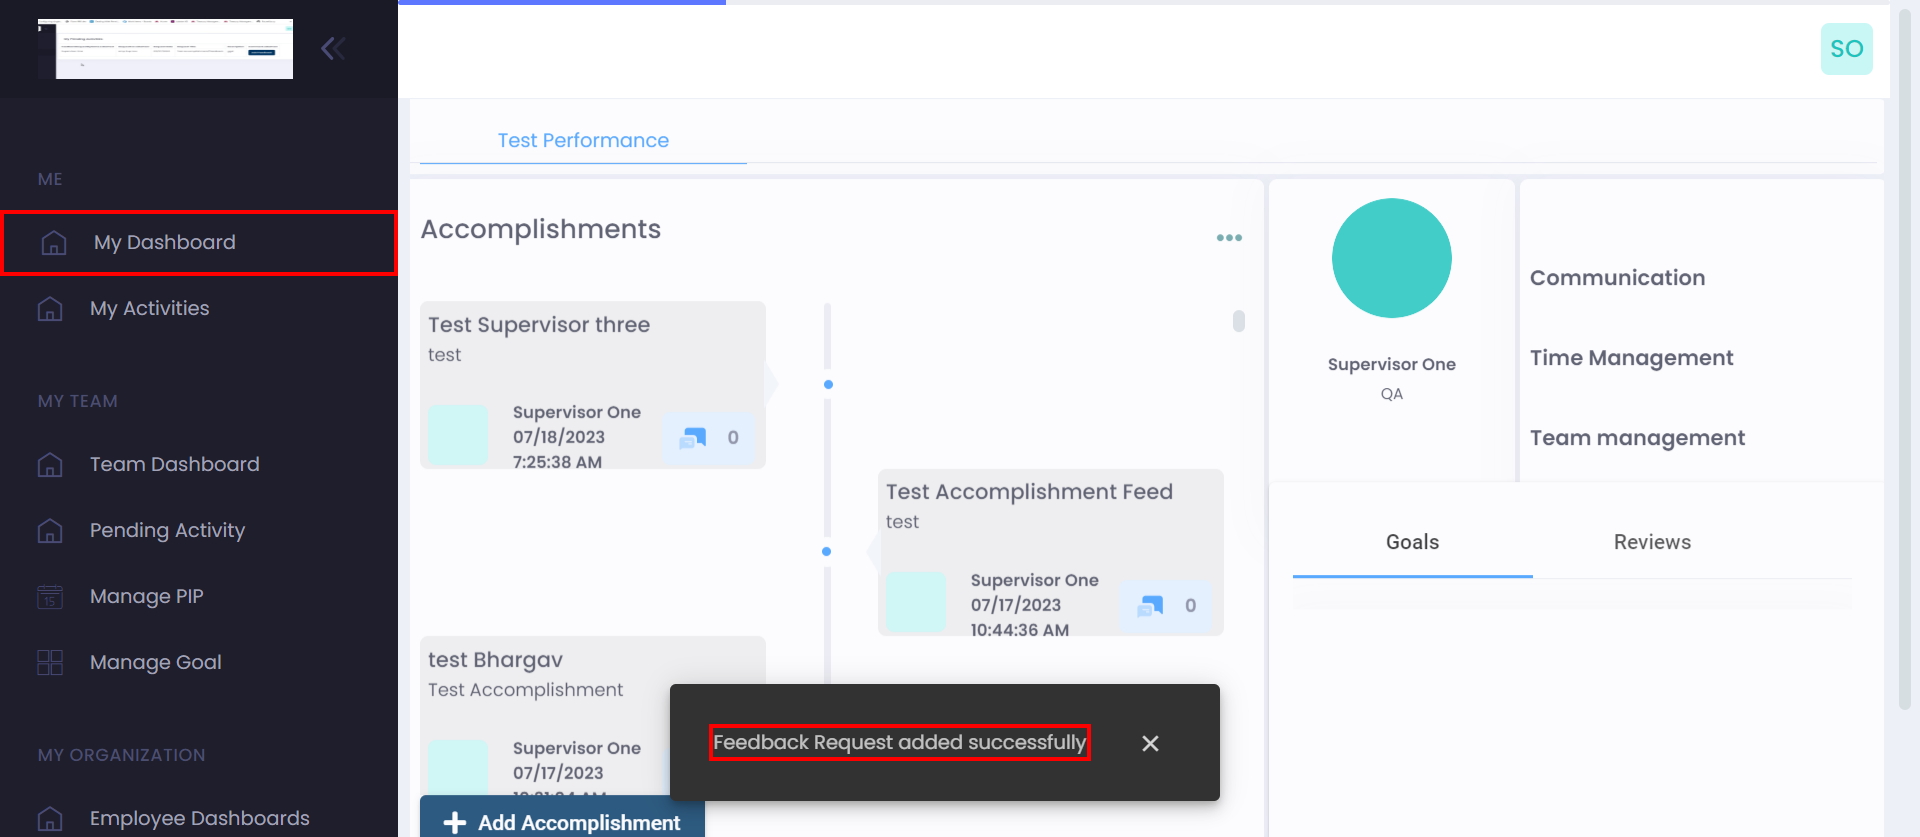 SO
ME
My Dashboard
My Activities
MY TEAM
Team Dashboard
Pending Activity
Manage PIP
15
Manage Goal
MY ORGANIZATION
Employee Dashboards
Test Performance
Accomplishments
Test Supervisor three
test
Supervisor One
07/18/2023
7:25:38 AM
0
Test Accomplishment Feed
test
Supervisor One
07/17/2023
10:44:36 AM
0
test Bhargav
Test Accomplishment
Supervisor One
07/17/2023
Add Accomplishment
Feedback Request added successfully
Supervisor One
QA
Communication
Time Management
Team management
Goals
Reviews